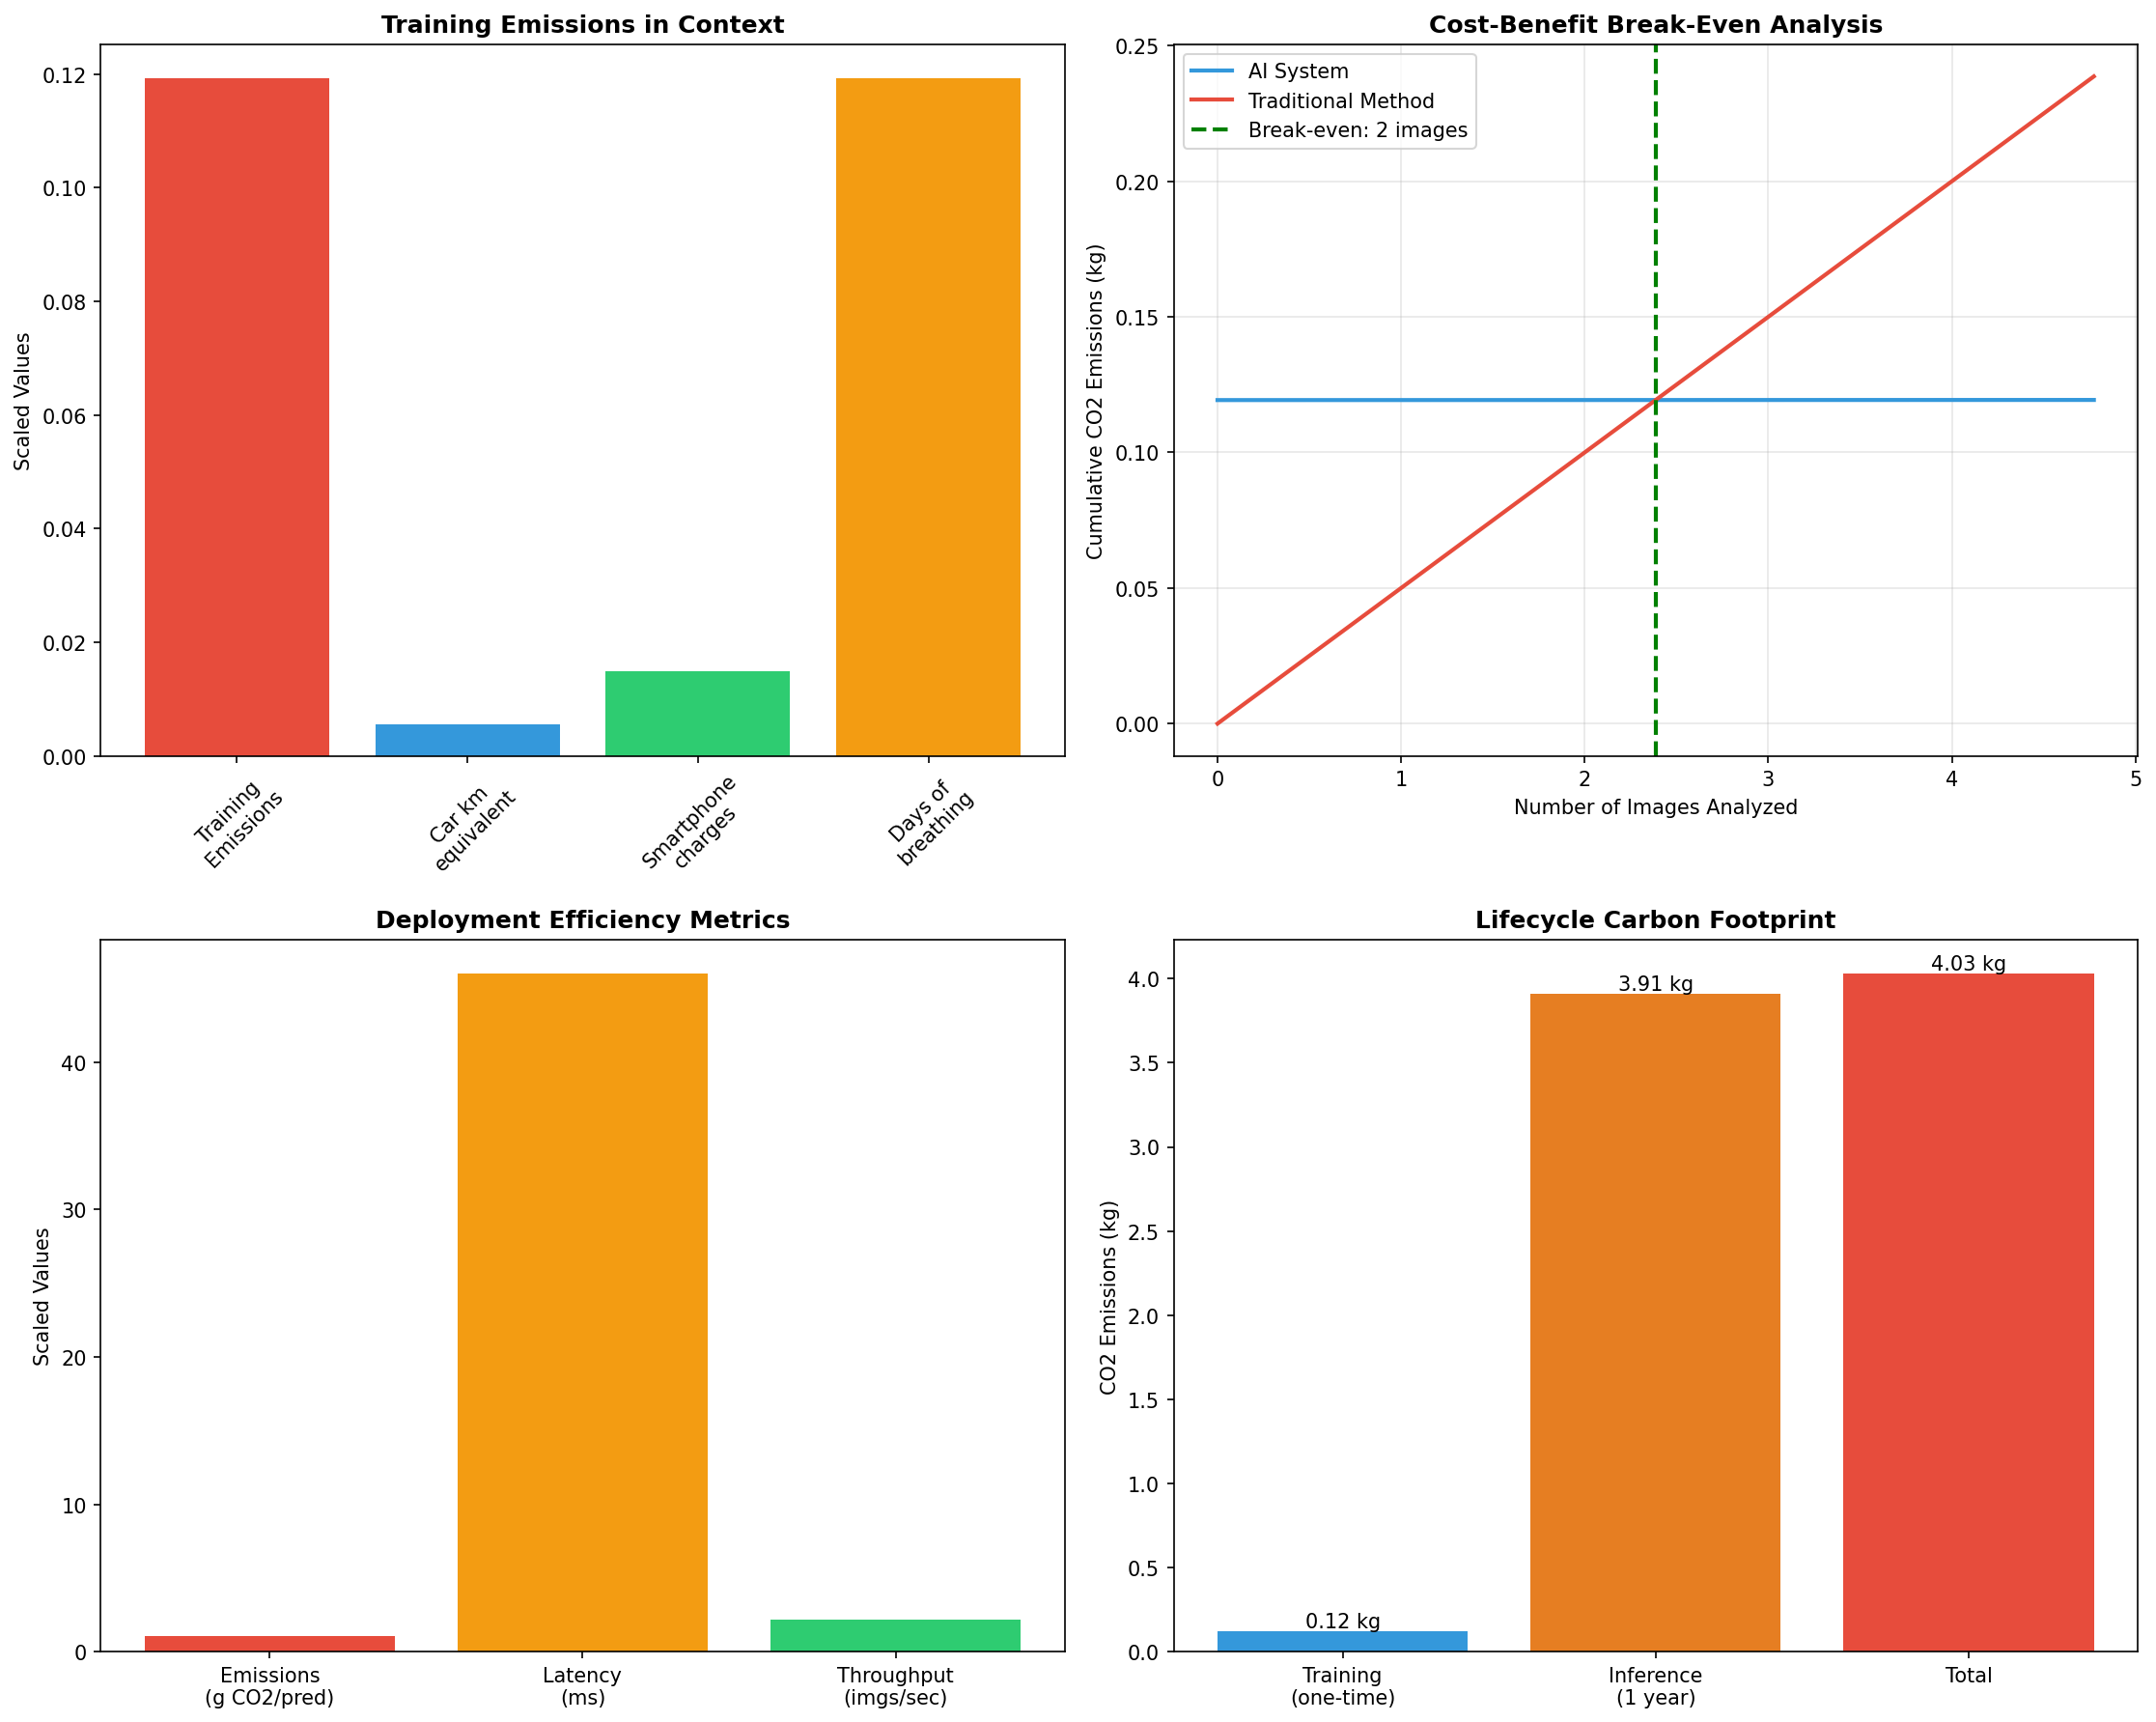 Training Emissions in Context
Scaled Values
0.12
0.10
0.08
0.06
0.04
0.02
0.00
Training
Emissions
Car km
equivalent
Smartphone
charges
Days of
breathing
Cost-Benefit Break-Even Analysis
AI System
Traditional Method
Break-even: 2 images
Cumulative CO2 Emissions (kg)
0.25
0.20
0.15
0.10
0.05
0.00
0 1 2 3 4 5
Number of Images Analyzed
Deployment Efficiency Metrics
Scaled Values
40
30
20
10
0
Emissions
(g CO2/pred)
Latency
(ms)
Throughput
(imgs/sec)
Lifecycle Carbon Footprint
CO2 Emissions (kg)
4.0
3.5
3.0
2.5
2.0
1.5
1.0
0.5
0.0
0.12 kg
3.91 kg
4.03 kg
Training
(one-time)
Inference
(1 year)
Total